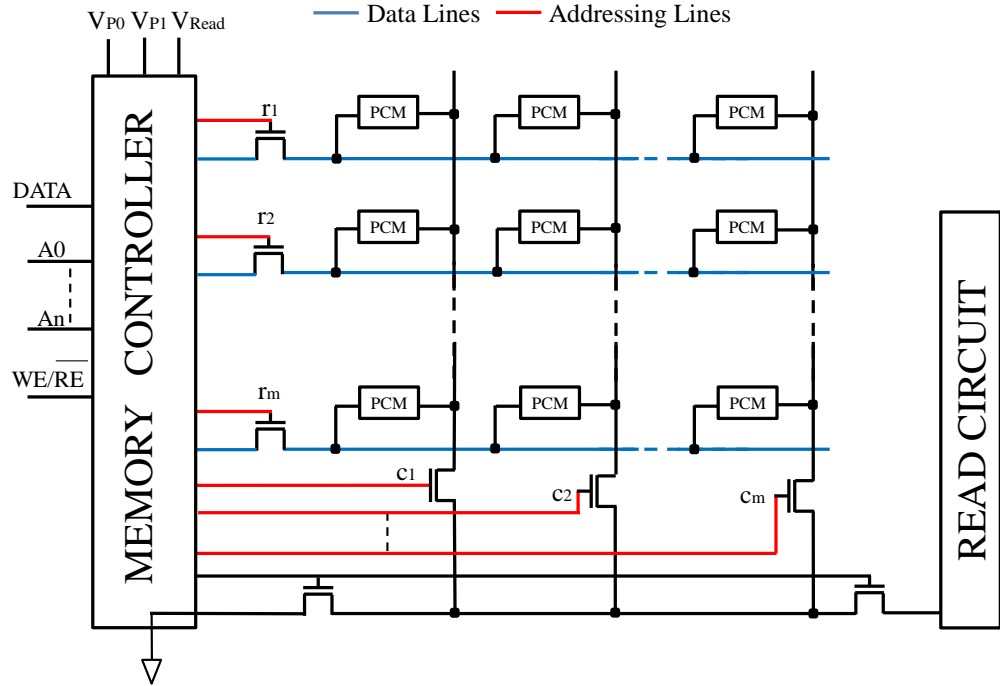 VP0 VP1 VRead
Data Lines
Addressing Lines
MEMORY CONTROLLER
DATA
A0
An
WE/RE
r1
PCM PCM PCM
r2
PCM PCM PCM
rm
PCM PCM PCM
c1
c2
cm
READ CIRCUIT